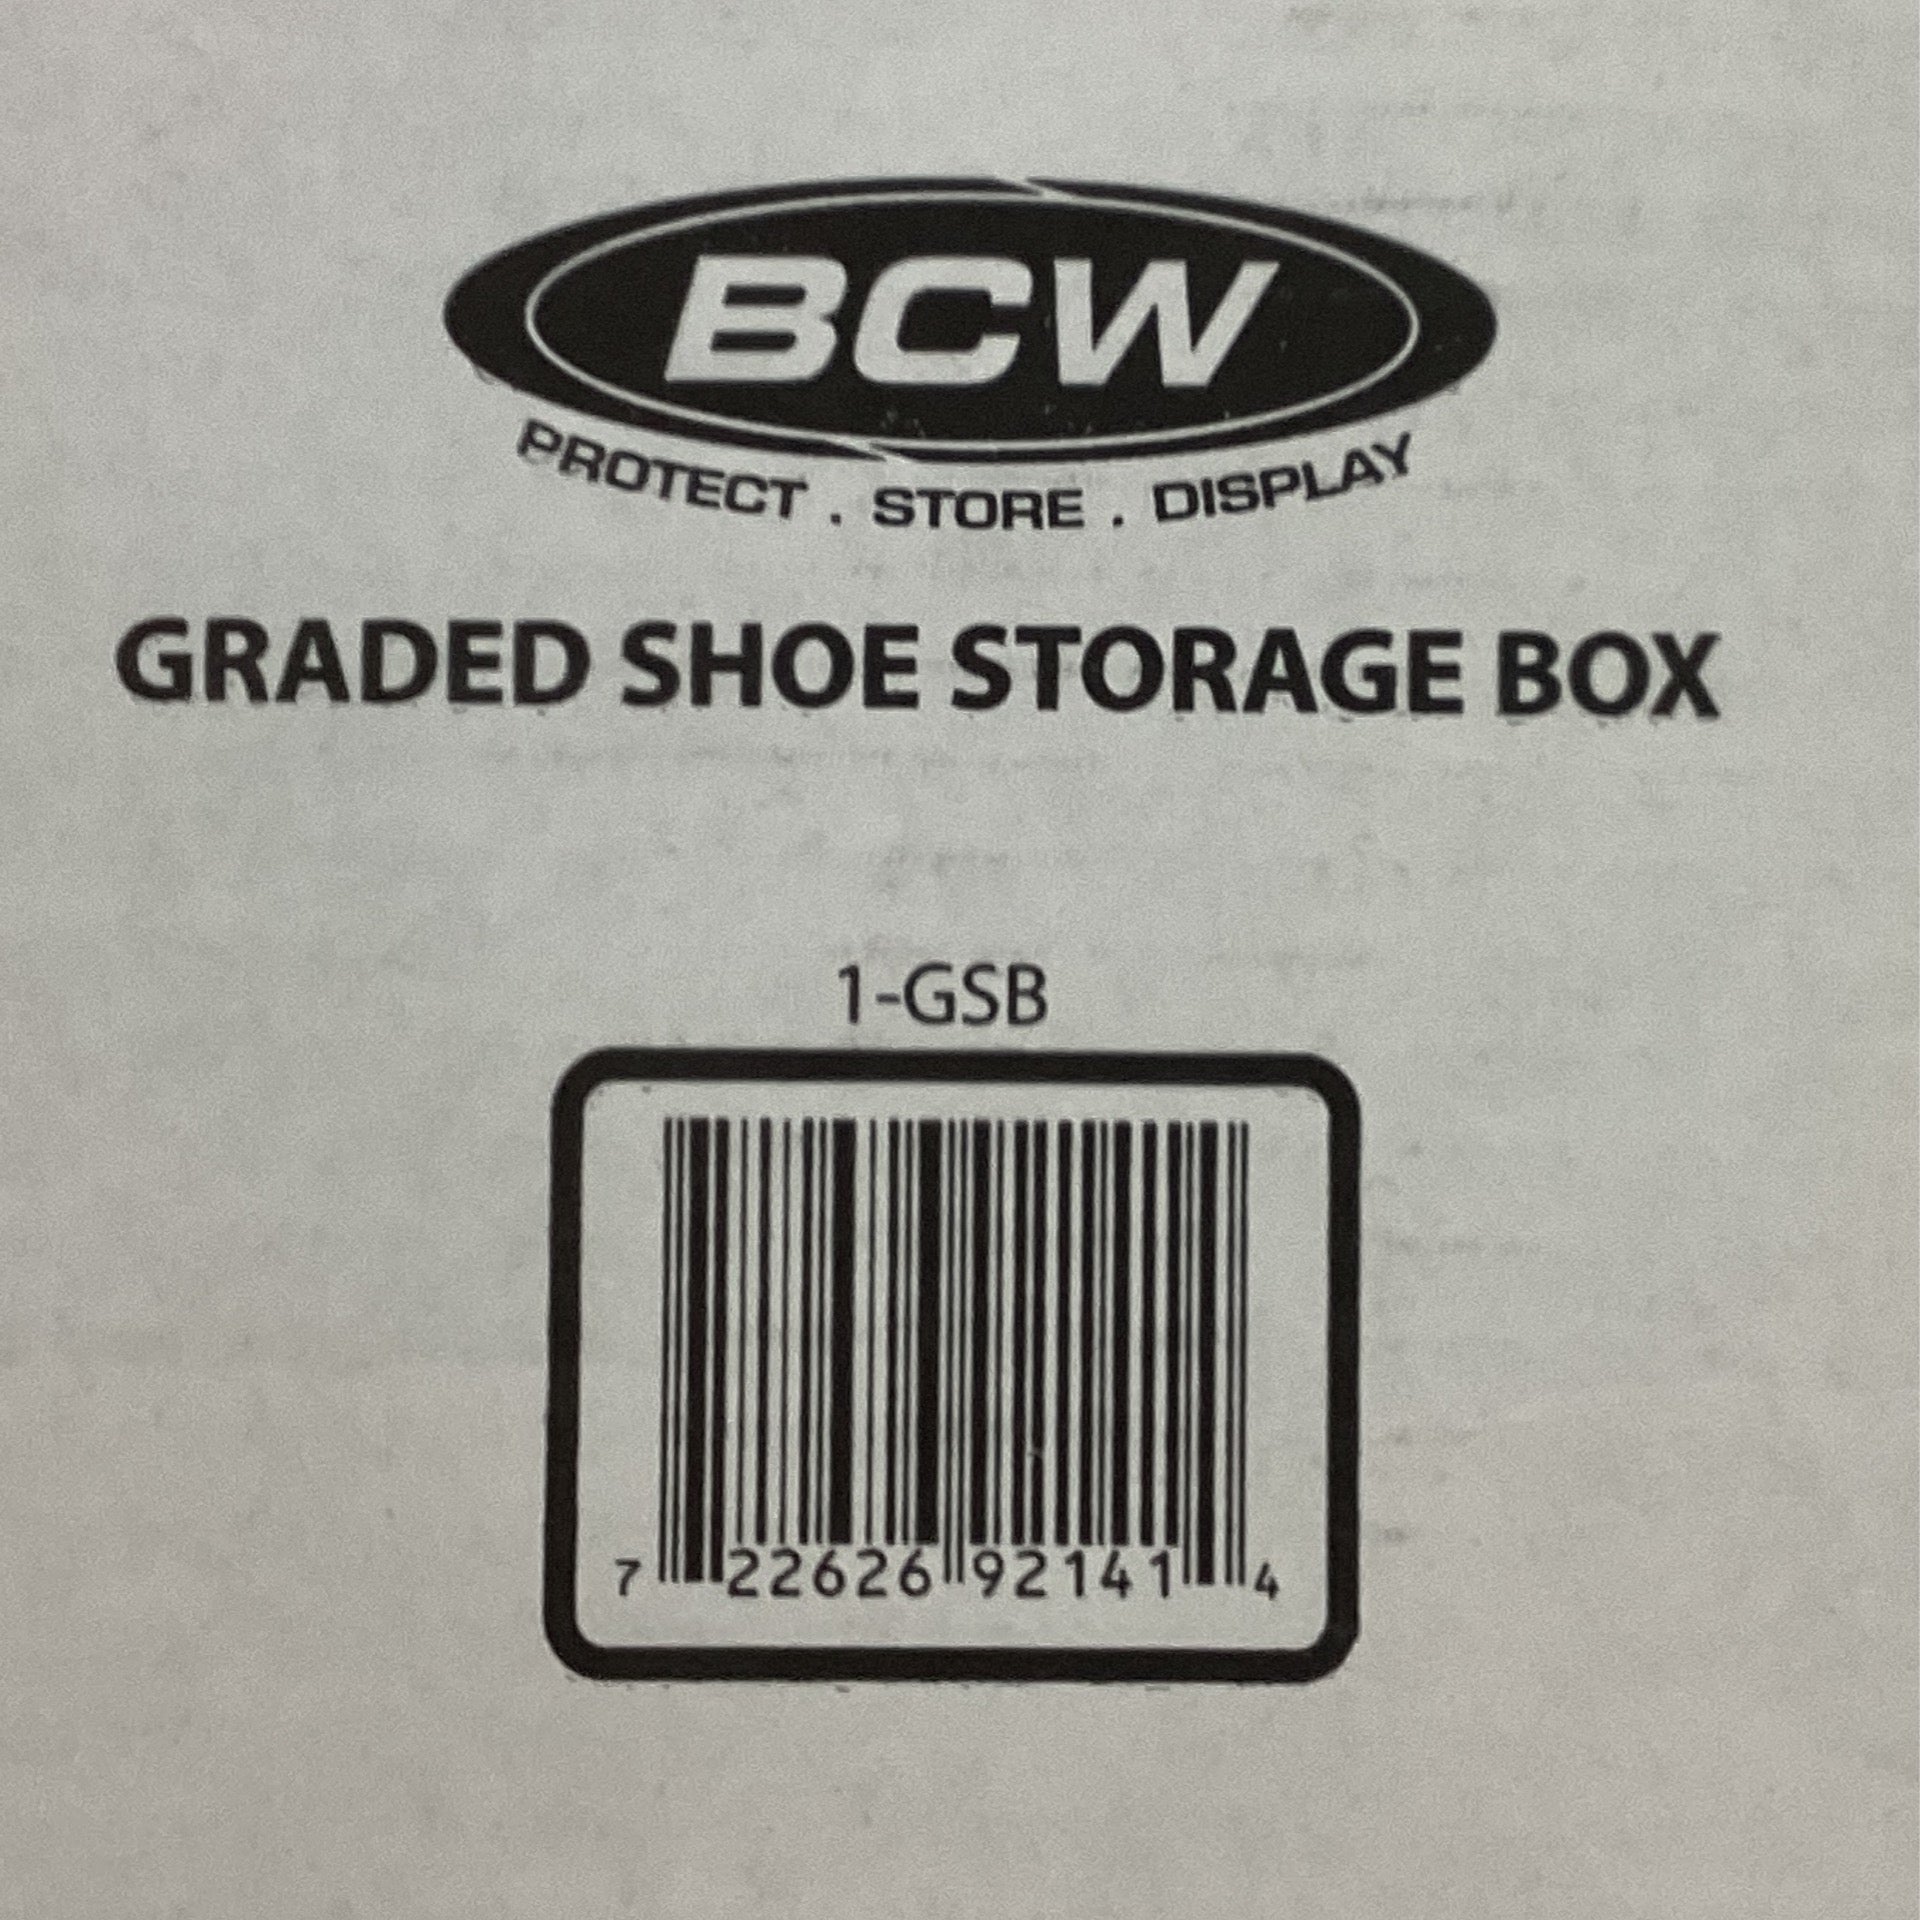 BCW
PROTECT . STORE . DISPLAY
GRADED SHOE STORAGE BOX
1-GSB
7 22626 92141 4